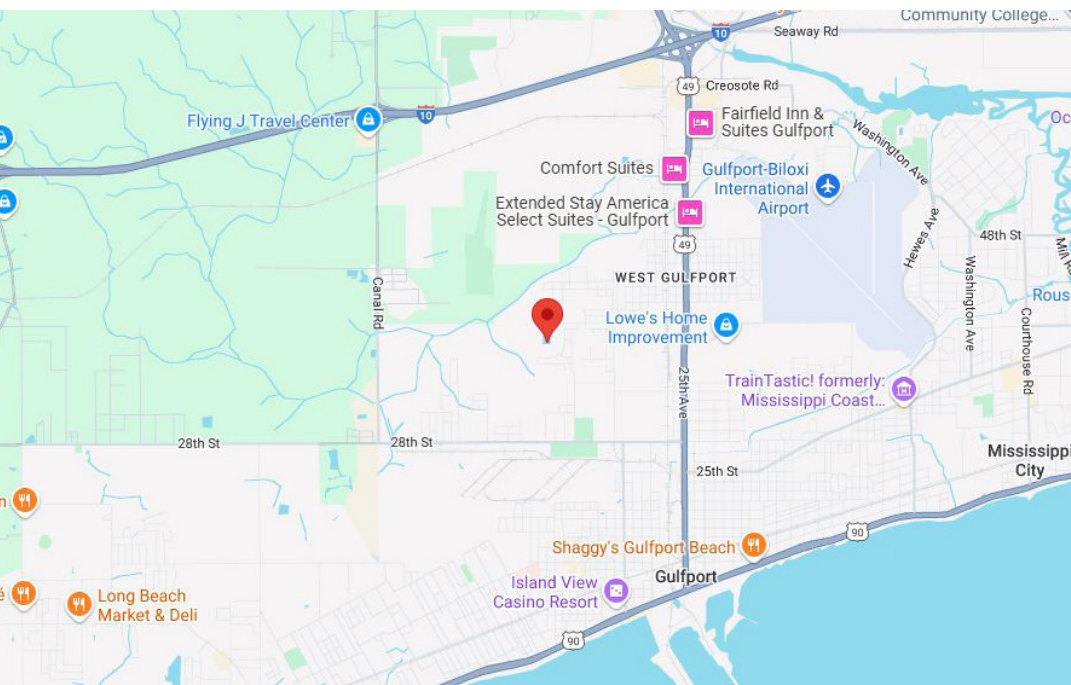 Community College...
Seaway Rd
10
49
Creosote Rd
Flying J Travel Center
10
Fairfield Inn &
Suites Gulfport
Oc
Washington Ave
Comfort Suites
Gulfport-Biloxi
International
Airport
Extended Stay America
Select Suites - Gulfport
Hewes Ave
48th St
49
Mill R
Washington Ave
WEST GULFPORT
Canal Rd
Rous
Lowe's Home
Improvement
Courthouse Rd
25th Ave
TrainTastic! formerly:
Mississippi Coast...
28th St
28th St
Mississippi
City
25th St
n
90
Shaggy's Gulfport Beach
Gulfport
Island View
Casino Resort
é
Long Beach
Market & Deli
90